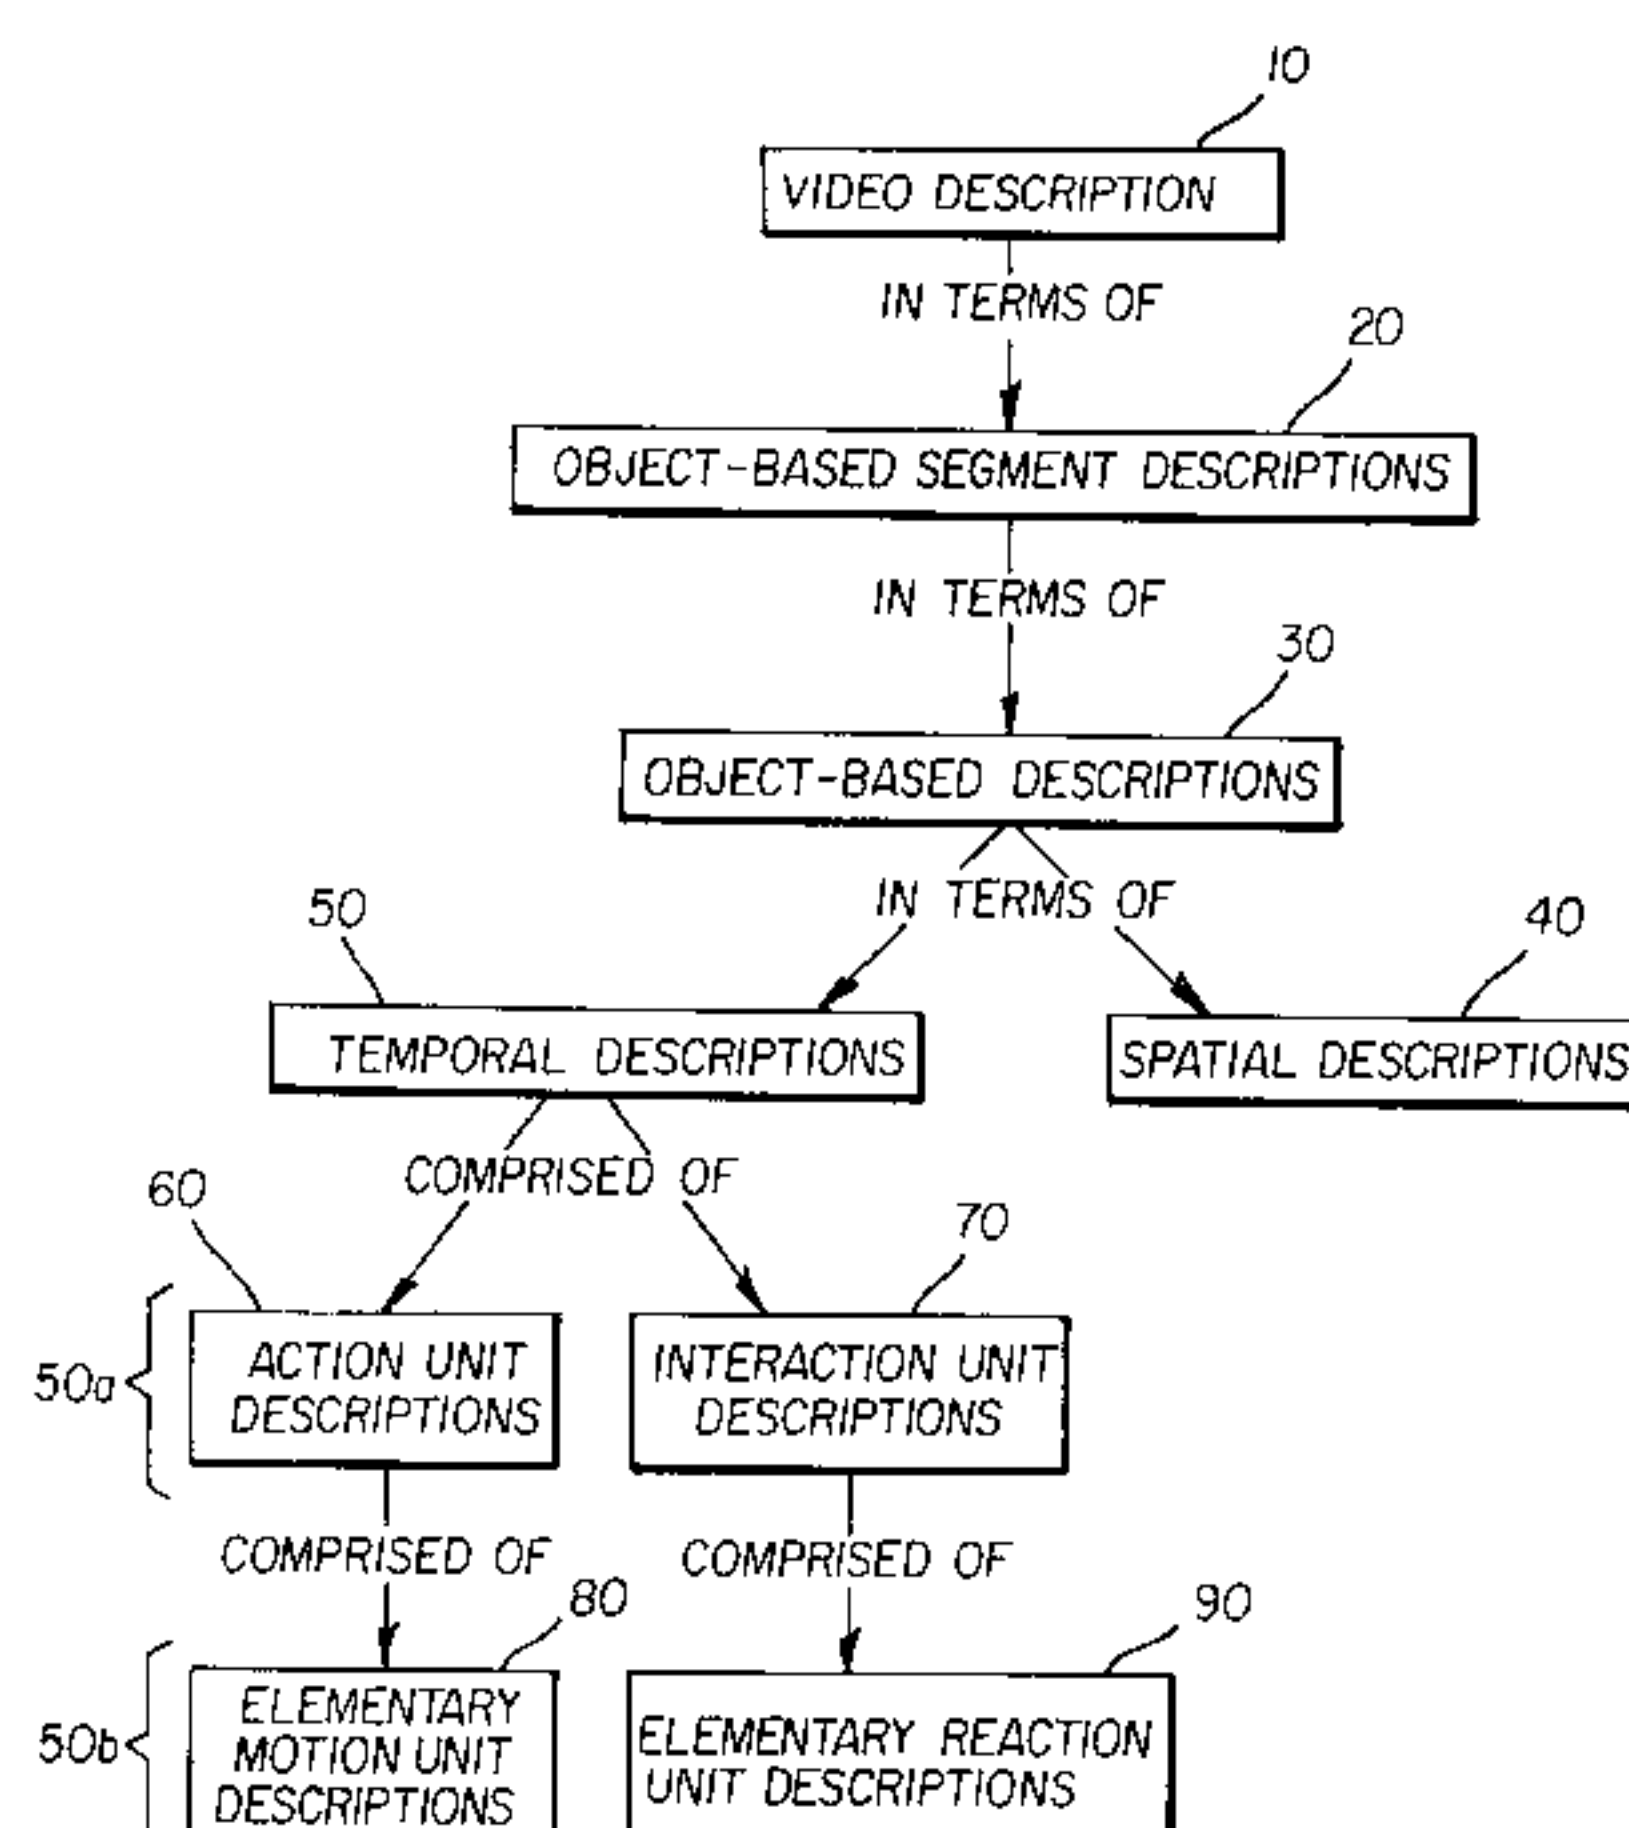 10
VIDEO DESCRIPTION
IN TERMS OF
20
OBJECT-BASED SEGMENT DESCRIPTIONS
IN TERMS OF
30
OBJECT-BASED DESCRIPTIONS
IN TERMS OF
50
40
TEMPORAL DESCRIPTIONS
SPATIAL DESCRIPTIONS
COMPRISED OF
60
70
50a
ACTION UNIT
DESCRIPTIONS
INTERACTION UNIT
DESCRIPTIONS
COMPRISED OF
COMPRISED OF
80
90
50b
ELEMENTARY
MOTION UNIT
DESCRIPTIONS
ELEMENTARY REACTION
UNIT DESCRIPTIONS